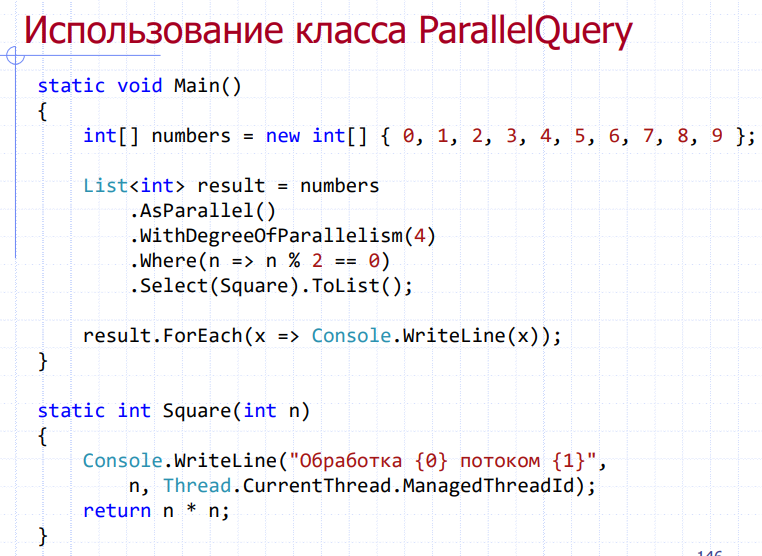 Использование класса ParallelQuery
static void Main()
{
int[] numbers = new int[] { 0, 1, 2, 3, 4, 5, 6, 7, 8, 9 };
List<int> result = numbers
.AsParallel()
.WithDegreeOfParallelism(4)
.Where(n => n % 2 == 0)
.Select(Square).ToList();
result.ForEach(x => Console.WriteLine(x));
}
static int Square(int n)
{
Console.WriteLine("Обработка {0} потоком {1}",
n, Thread.CurrentThread.ManagedThreadId);
return n * n;
}
146